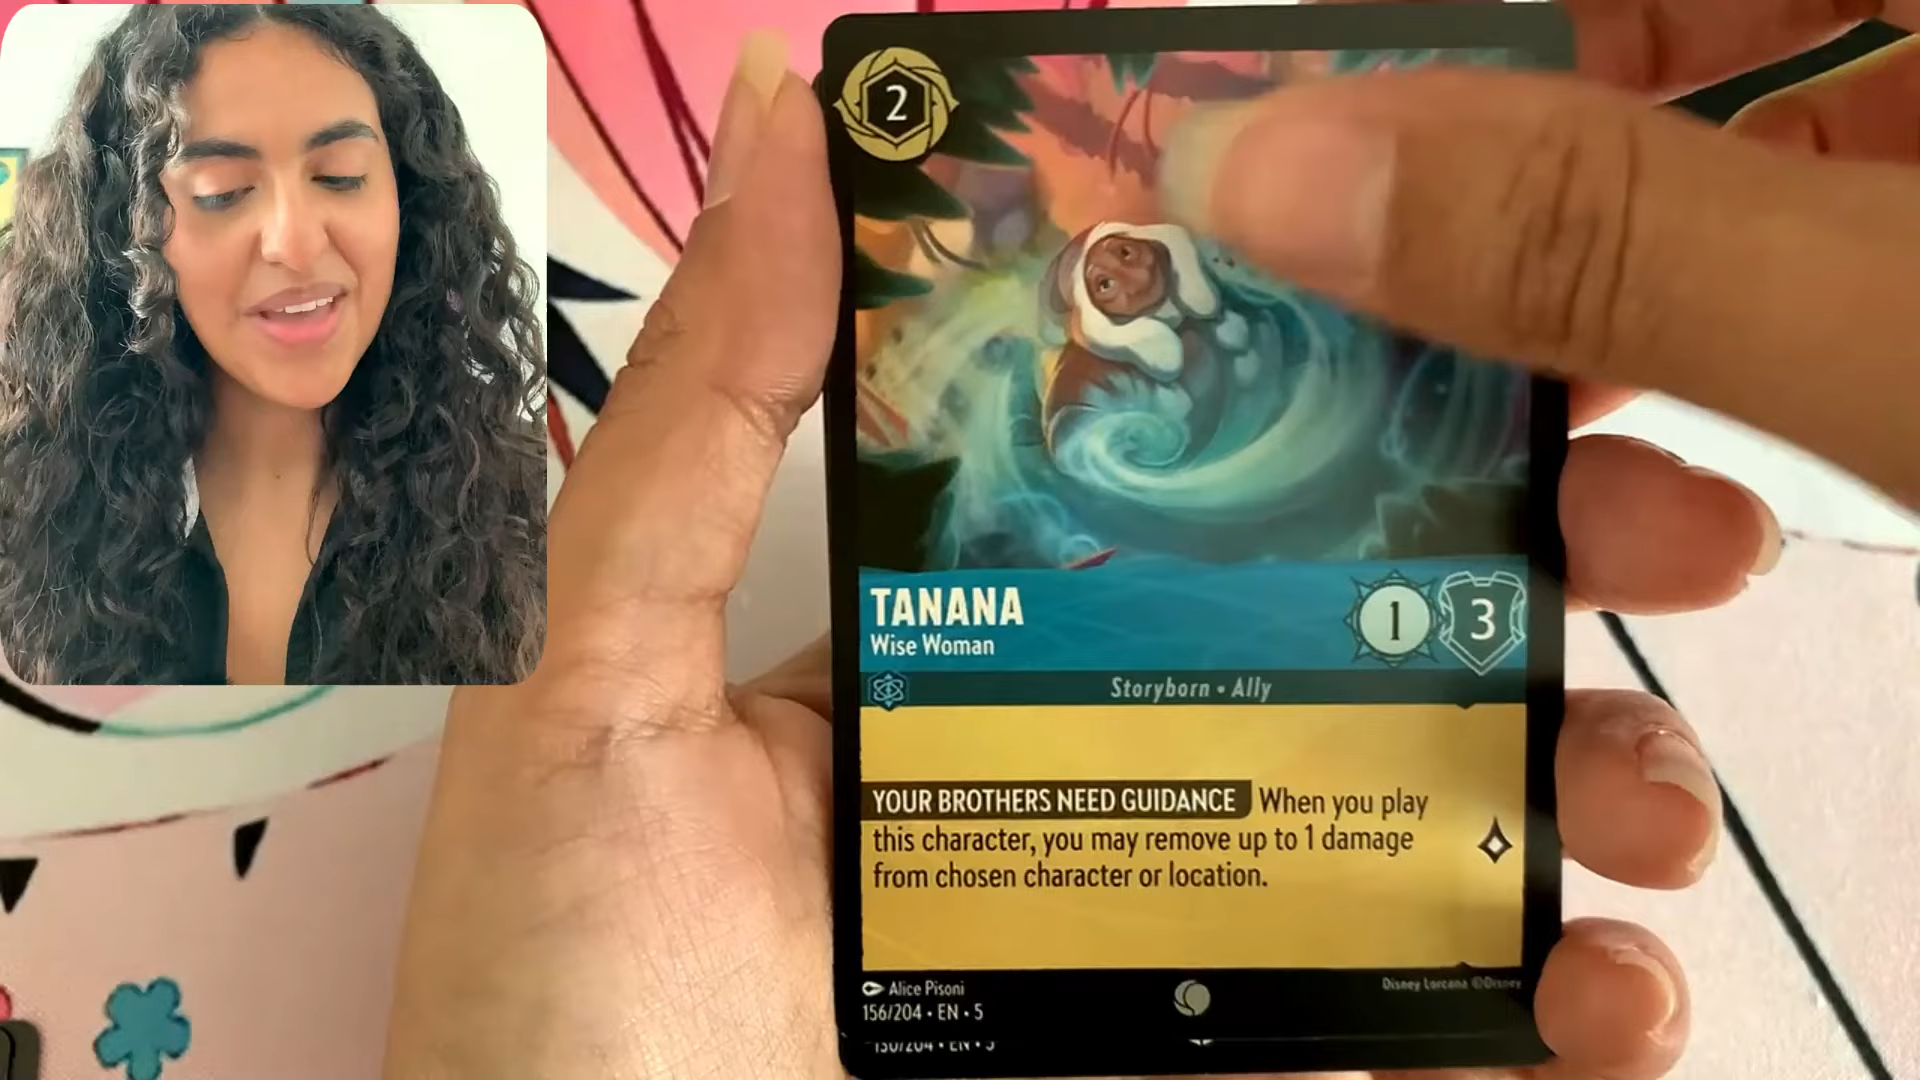 2
TANANA
Wise Woman
1
3
Storyborn • Ally
YOUR BROTHERS NEED GUIDANCE When you play
this character, you may remove up to 1 damage
from chosen character or location.
Alice Pisoni
Disney Lorcana ©Disney
156/204 • EN • 5